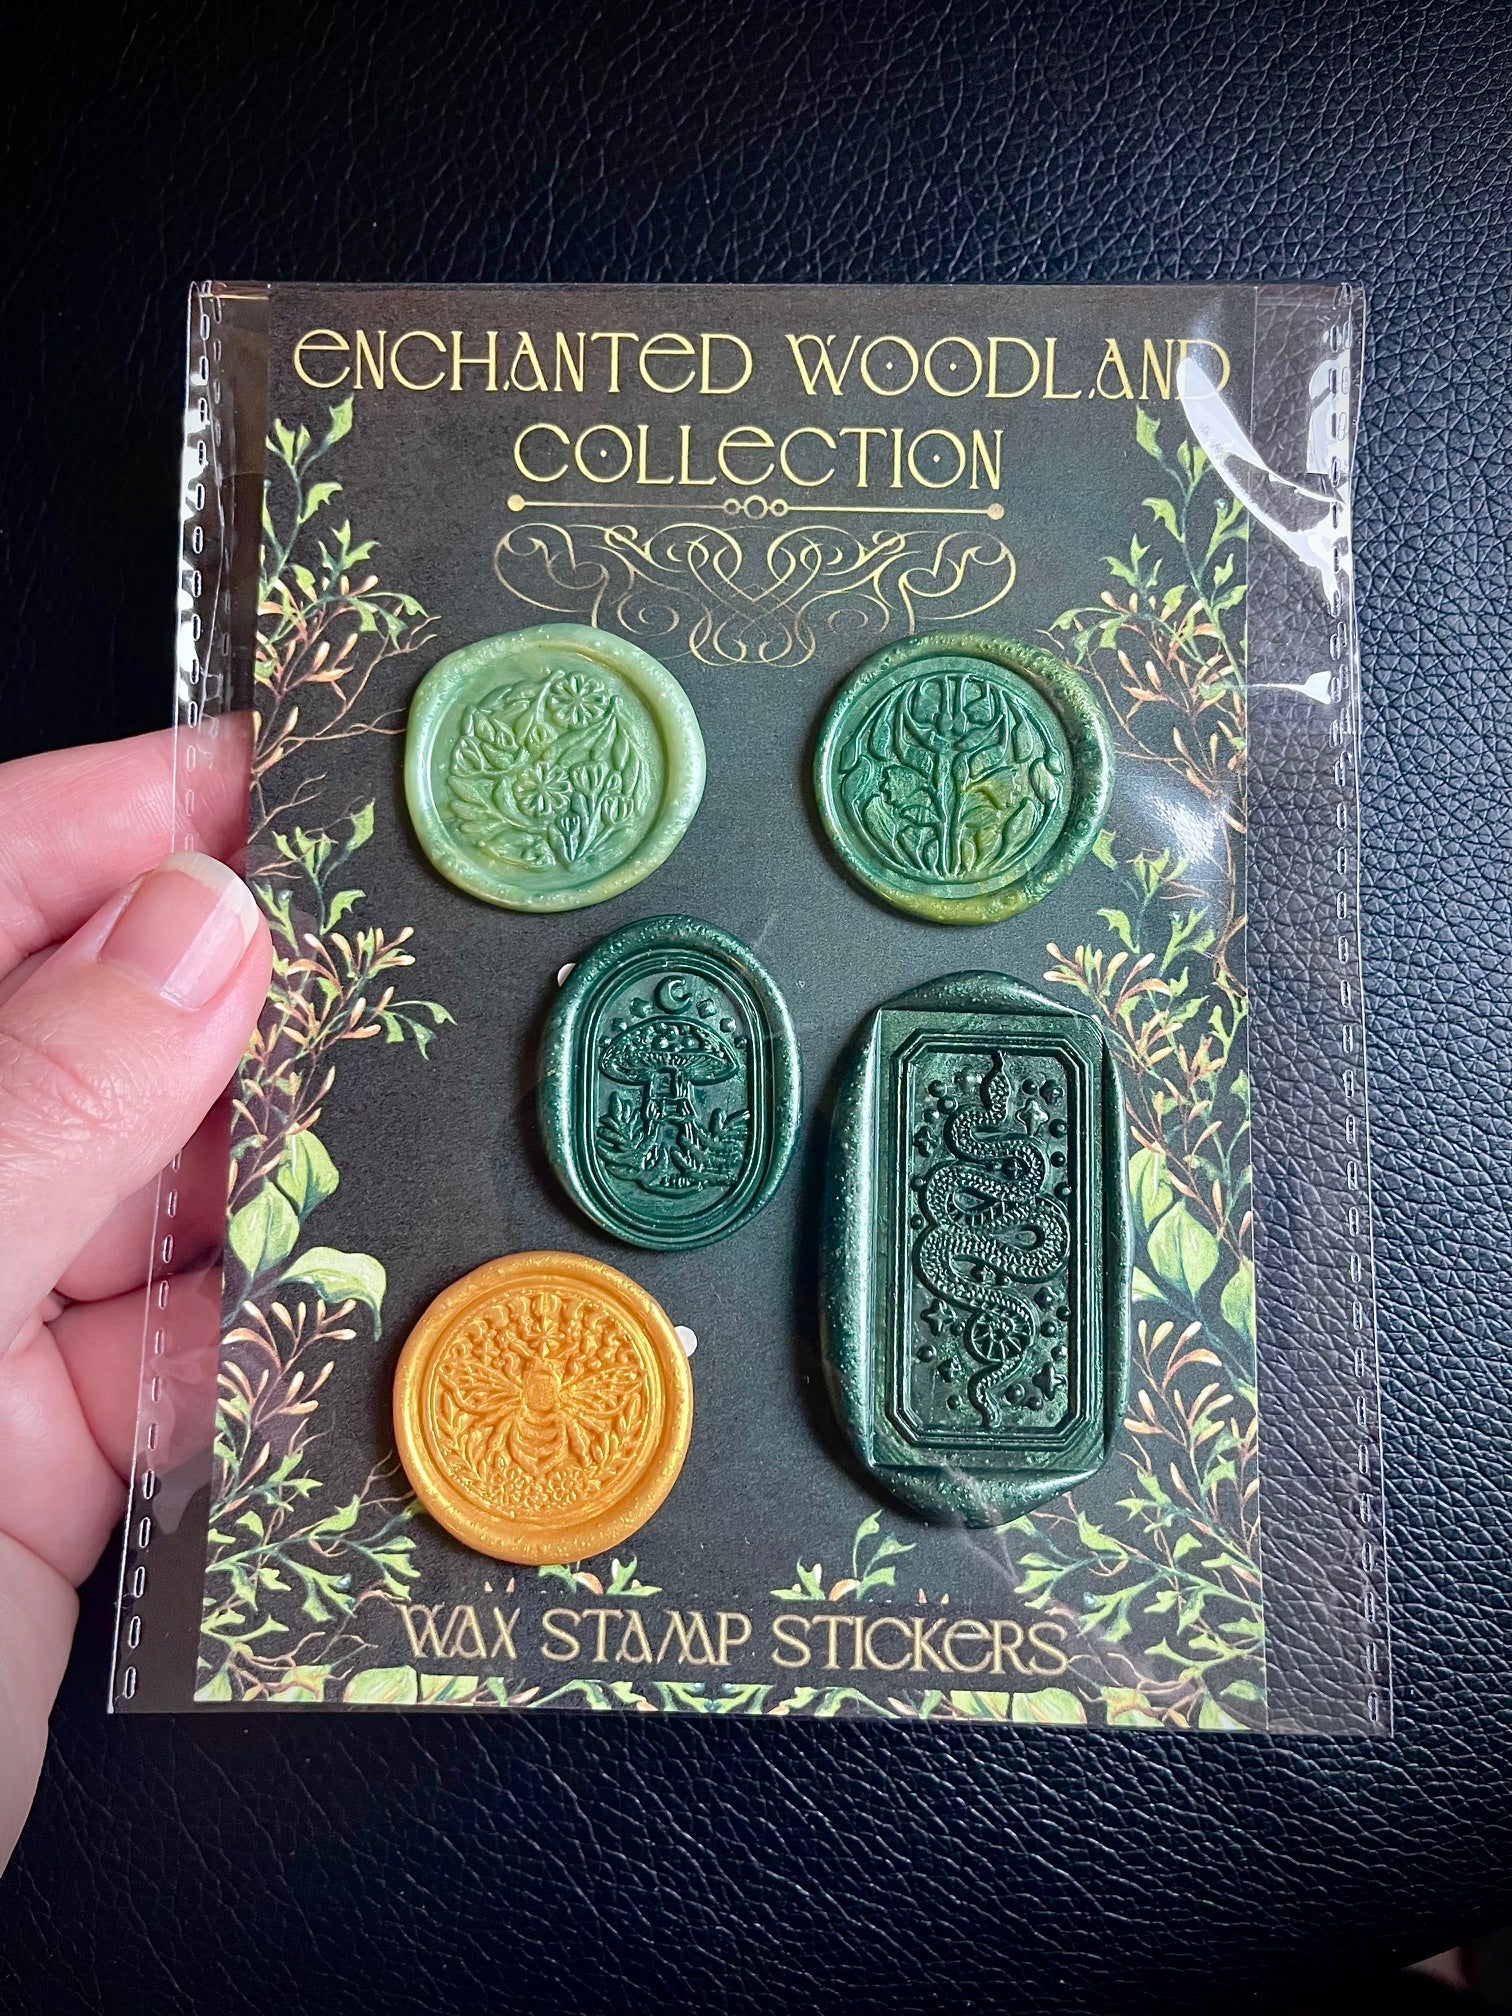 ENCHANTED WOODLAND
COLLECTION
WAX STAMP STICKERS